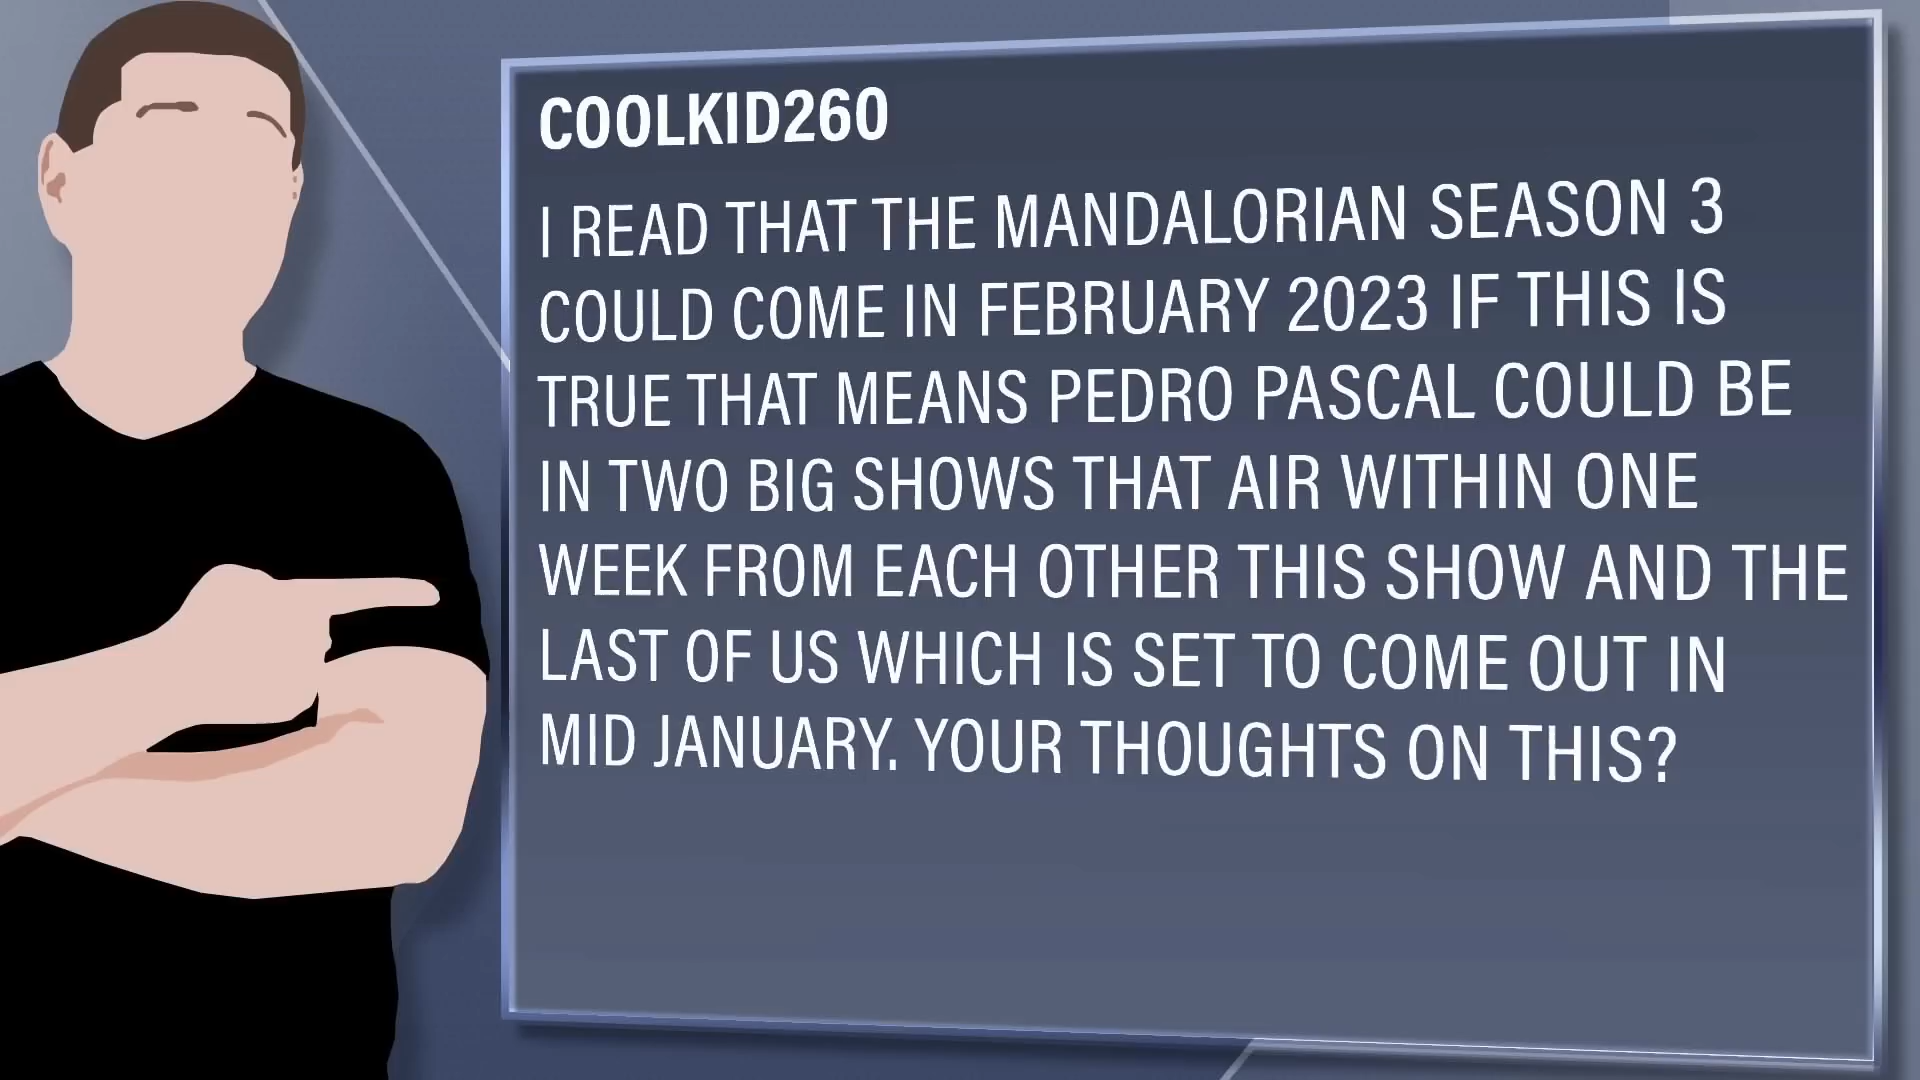 COOLKID260
I READ THAT THE MANDALORIAN SEASON 3
COULD COME IN FEBRUARY 2023 IF THIS IS
TRUE THAT MEANS PEDRO PASCAL COULD BE
IN TWO BIG SHOWS THAT AIR WITHIN ONE
WEEK FROM EACH OTHER THIS SHOW AND THE
LAST OF US WHICH IS SET TO COME OUT IN
MID JANUARY. YOUR THOUGHTS ON THIS?